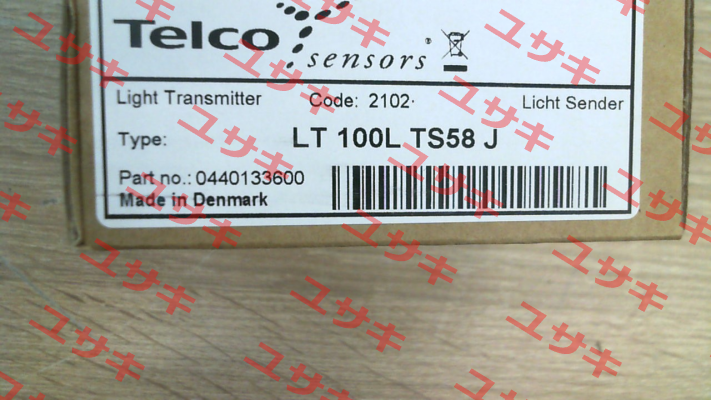 Telco
sensors
Light Transmitter Code: 2102· Licht Sender
Type: LT 100L TS58 J
Part no.: 0440133600
Made in Denmark
ユサキ